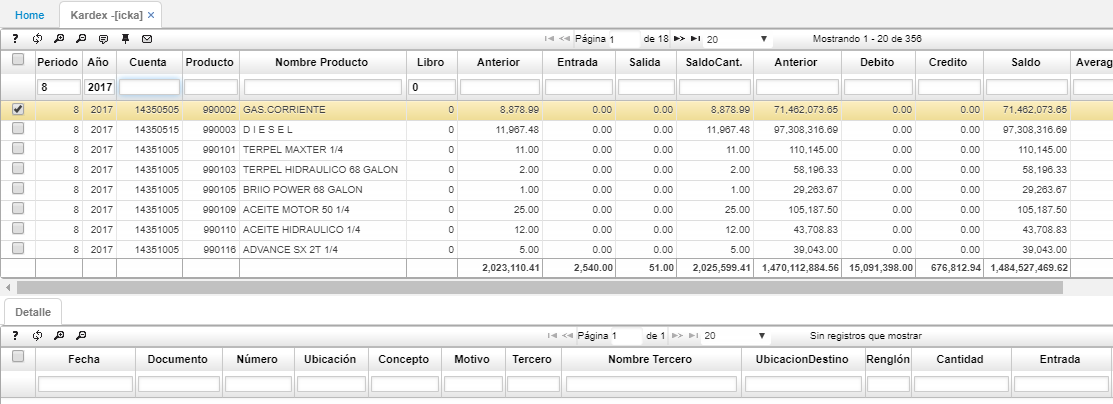 Home Kardex -[icka] ×
? Página 1 de 18 20 Mostrando 1 - 20 de 356
Periodo Año Cuenta Producto Nombre Producto Libro Anterior Entrada Salida SaldoCant. Anterior Debito Credito Saldo Averag
8 2017 0
8 2017 14350505 990002 GAS.CORRIENTE 0 8,878.99 0.00 0.00 8,878.99 71,462,073.65 0.00 0.00 71,462,073.65
8 2017 14350515 990003 D I E S E L 0 11,967.48 0.00 0.00 11,967.48 97,308,316.69 0.00 0.00 97,308,316.69
8 2017 14351005 990101 TERPEL MAXTER 1/4 0 11.00 0.00 0.00 11.00 110,145.00 0.00 0.00 110,145.00
8 2017 14351005 990103 TERPEL HIDRAULICO 68 GALON 0 2.00 0.00 0.00 2.00 58,196.33 0.00 0.00 58,196.33
8 2017 14351005 990105 BRIIO POWER 68 GALON 0 1.00 0.00 0.00 1.00 29,263.67 0.00 0.00 29,263.67
8 2017 14351005 990109 ACEITE MOTOR 50 1/4 0 25.00 0.00 0.00 25.00 105,187.50 0.00 0.00 105,187.50
8 2017 14351005 990110 ACEITE HIDRAULICO 1/4 0 12.00 0.00 0.00 12.00 43,708.83 0.00 0.00 43,708.83
8 2017 14351005 990116 ADVANCE SX 2T 1/4 0 5.00 0.00 0.00 5.00 39,043.00 0.00 0.00 39,043.00
2,023,110.41 2,540.00 51.00 2,025,599.41 1,470,112,884.56 15,091,398.00 676,812.94 1,484,527,469.62
Detalle
? Página 1 de 1 20 Sin registros que mostrar
Fecha Documento Número Ubicación Concepto Motivo Tercero Nombre Tercero UbicacionDestino Renglón Cantidad Entrada